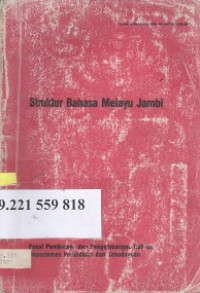 Struktur Bahasa Melayu Jambi
9.221 559 818
Pusat Pembinaan dan Pengembangan Bahasa
Departemen Pendidikan dan Kebudayaan